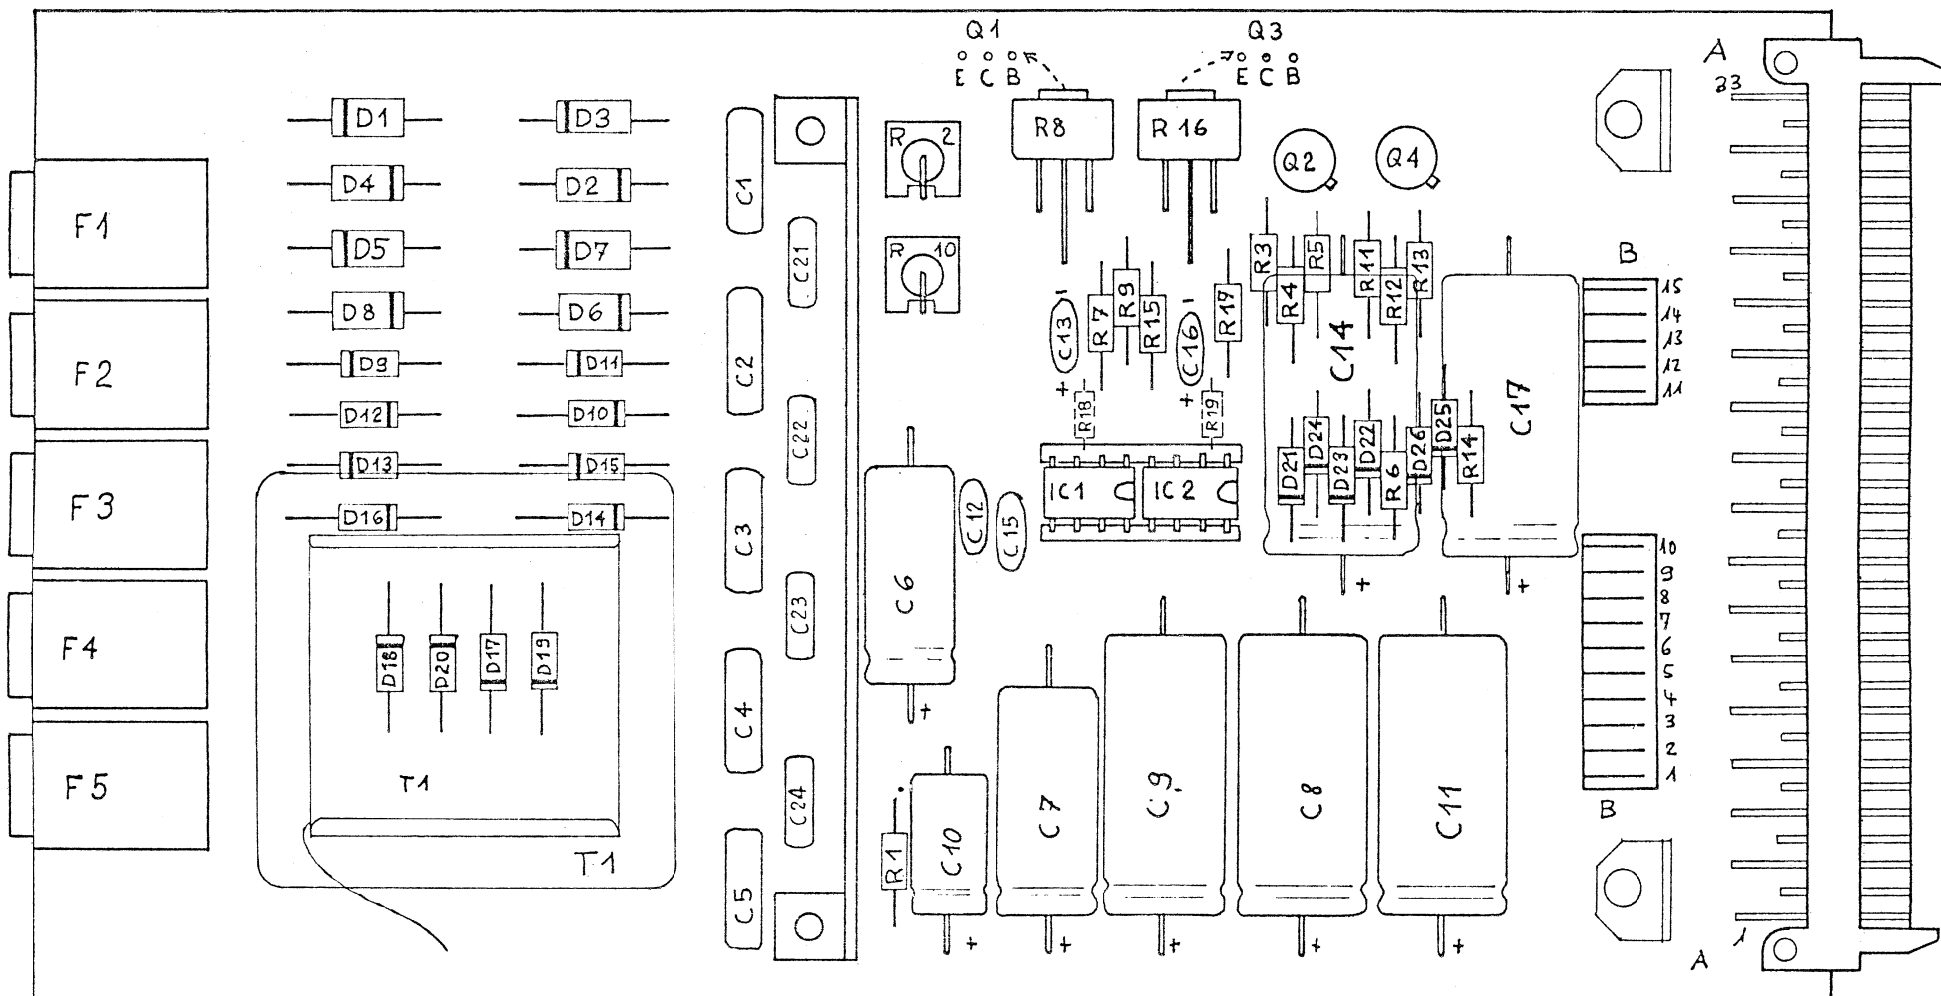 Q1
Q3
E C B
E C B
A
33
D1
D3
R 2
R8
R 16
Q2
Q4
D4
D2
C1
F1
D5
D7
C21
R 10
R3
R5
R11
R13
B
D8
D6
R4
R12
15
14
13
12
11
C13
-
+
R7
R9
R15
C16
-
+
R17
C14
+
C17
+
F2
D9
D11
C2
D12
D10
C22
R18
R19
D13
D15
D24
D22
D26
D25
D21
D23
R6
R14
F3
D16
D14
C3
IC1
IC2
C12
C15
10
9
8
7
6
5
4
3
2
1
B
C6
+
C23
F4
D18
D20
D17
D19
C4
F5
T1
T1
C24
R1
C10
+
C7
+
C9
+
C8
+
C11
+
C5
1
A